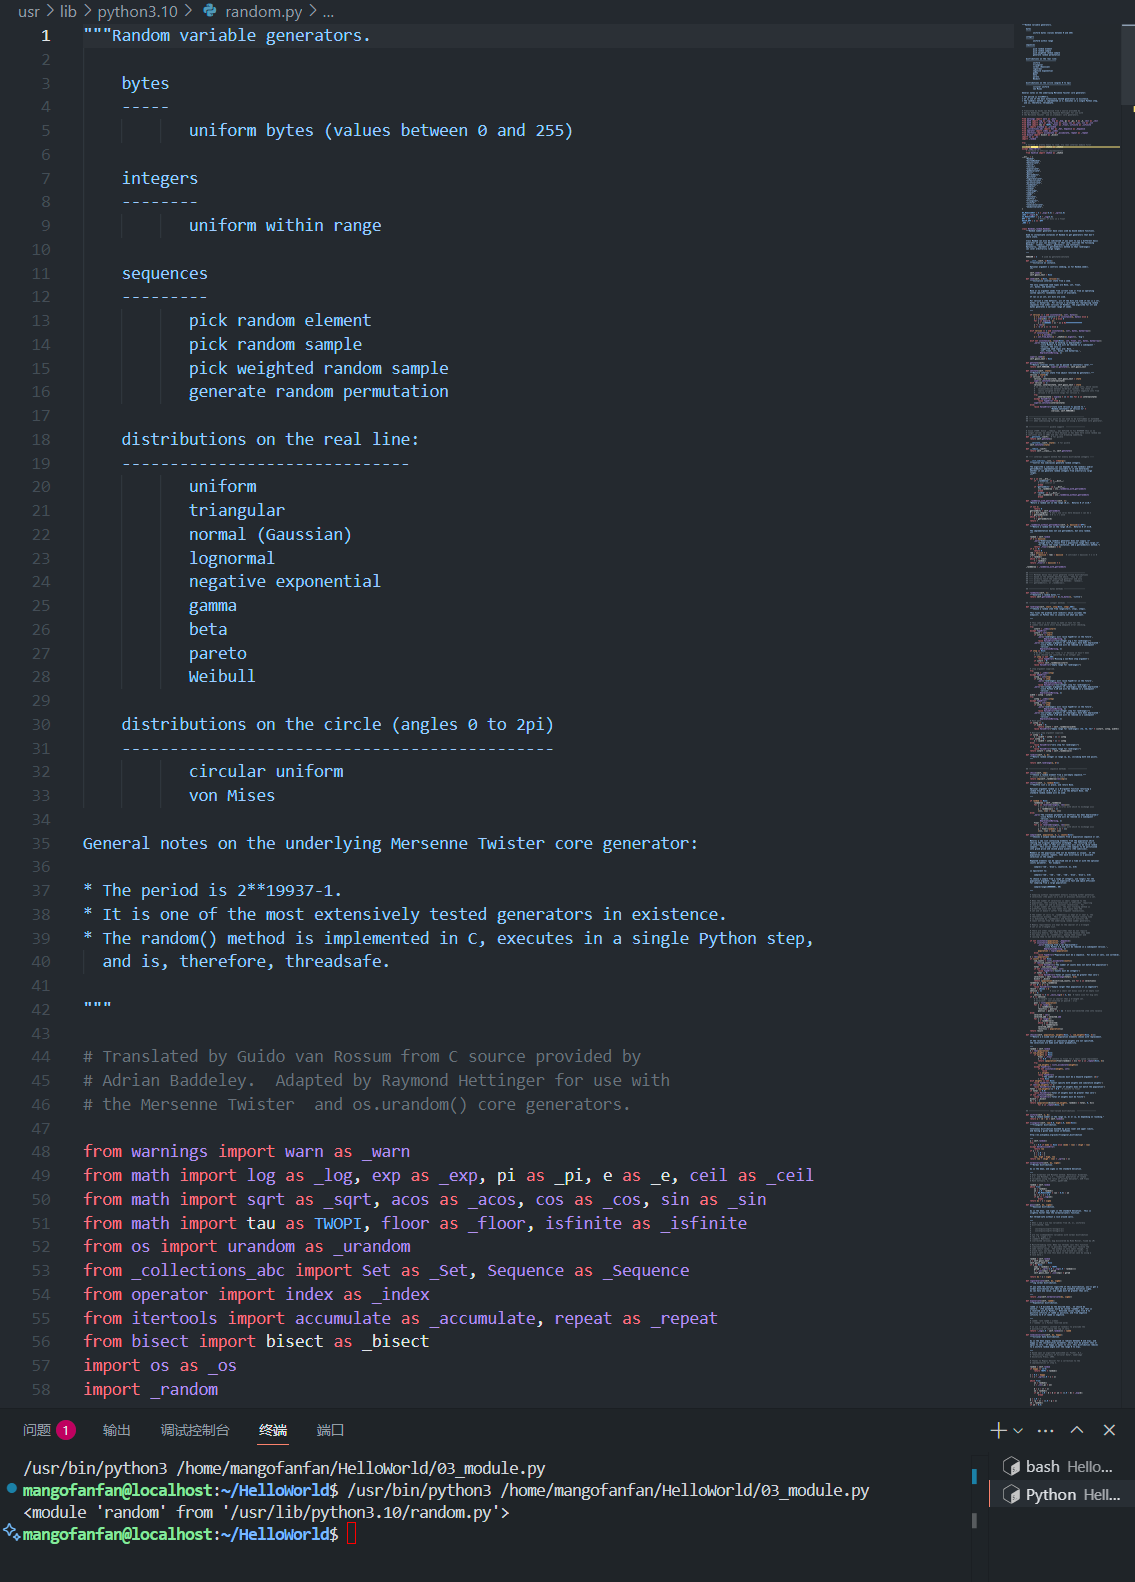 usr > lib > python3.10 > random.py > ...
1 """Random variable generators.
2
3 bytes
4 -----
5 uniform bytes (values between 0 and 255)
6
7 integers
8 --------
9 uniform within range
10
11 sequences
12 ---------
13 pick random element
14 pick random sample
15 pick weighted random sample
16 generate random permutation
17
18 distributions on the real line:
19 ------------------------------
20 uniform
21 triangular
22 normal (Gaussian)
23 lognormal
24 negative exponential
25 gamma
26 beta
27 pareto
28 Weibull
29
30 distributions on the circle (angles 0 to 2pi)
31 ---------------------------------------------
32 circular uniform
33 von Mises
34
35 General notes on the underlying Mersenne Twister core generator:
36
37 * The period is 2**19937-1.
38 * It is one of the most extensively tested generators in existence.
39 * The random() method is implemented in C, executes in a single Python step,
40 and is, therefore, threadsafe.
41
42 """
43
44 # Translated by Guido van Rossum from C source provided by
45 # Adrian Baddeley.  Adapted by Raymond Hettinger for use with
46 # the Mersenne Twister  and os.urandom() core generators.
47
48 from warnings import warn as _warn
49 from math import log as _log, exp as _exp, pi as _pi, e as _e, ceil as _ceil
50 from math import sqrt as _sqrt, acos as _acos, cos as _cos, sin as _sin
51 from math import tau as TWOPI, floor as _floor, isfinite as _isfinite
52 from os import urandom as _urandom
53 from _collections_abc import Set as _Set, Sequence as _Sequence
54 from operator import index as _index
55 from itertools import accumulate as _accumulate, repeat as _repeat
56 from bisect import bisect as _bisect
57 import os as _os
58 import _random
问题 1 输出 调试控制台 终端 端口
/usr/bin/python3 /home/mangofanfan/HelloWorld/03_module.py
mangofanfan@localhost:~/HelloWorld$ /usr/bin/python3 /home/mangofanfan/HelloWorld/03_module.py
<module 'random' from '/usr/lib/python3.10/random.py'>
mangofanfan@localhost:~/HelloWorld$
bash Hello...
Python Hell...